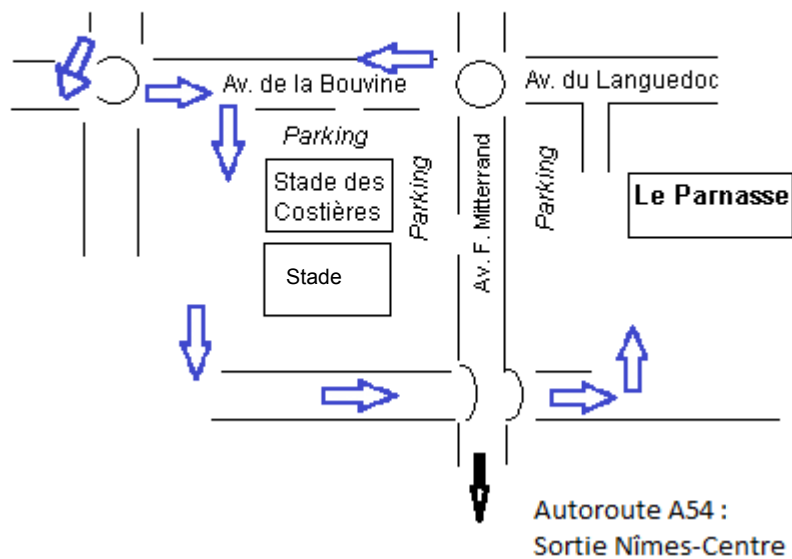 Av. de la Bouvine
Av. du Languedoc
Parking
Stade des
Costières
Parking
Av. F. Mitterrand
Parking
Le Parnasse
Stade
Autoroute A54 :
Sortie Nîmes-Centre